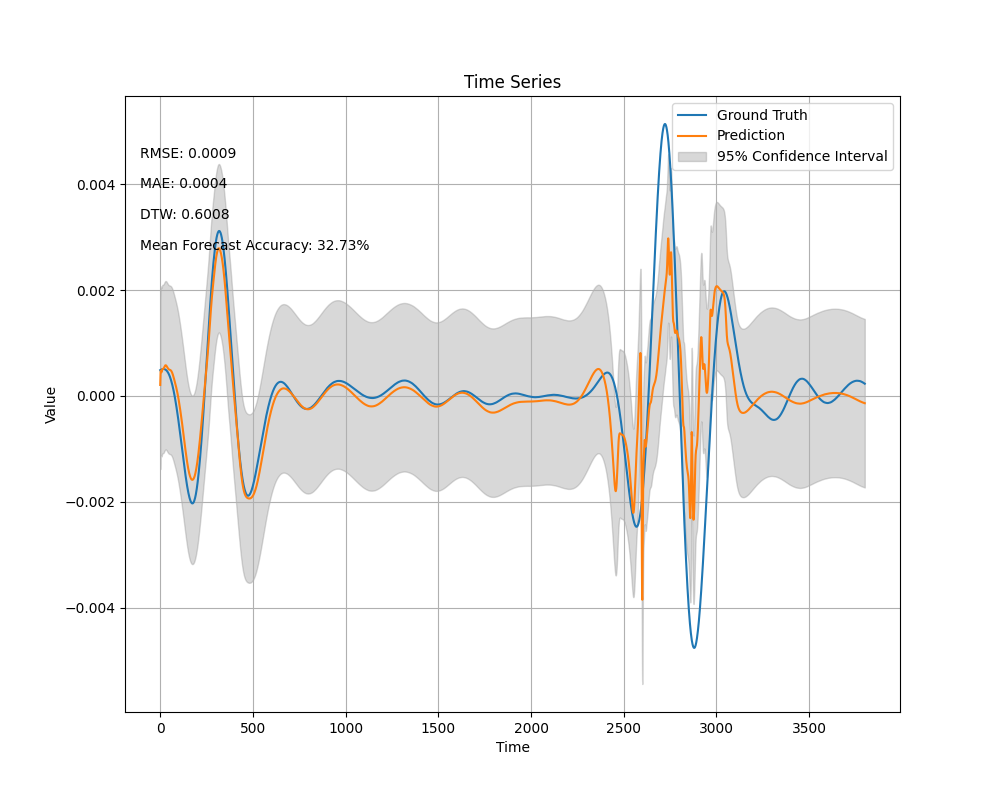 Time Series
Ground Truth
Prediction
95% Confidence Interval
RMSE: 0.0009
MAE: 0.0004
DTW: 0.6008
Mean Forecast Accuracy: 32.73%
Value
0.004
0.002
0.000
−0.002
−0.004
0 500 1000 1500 2000 2500 3000 3500
Time